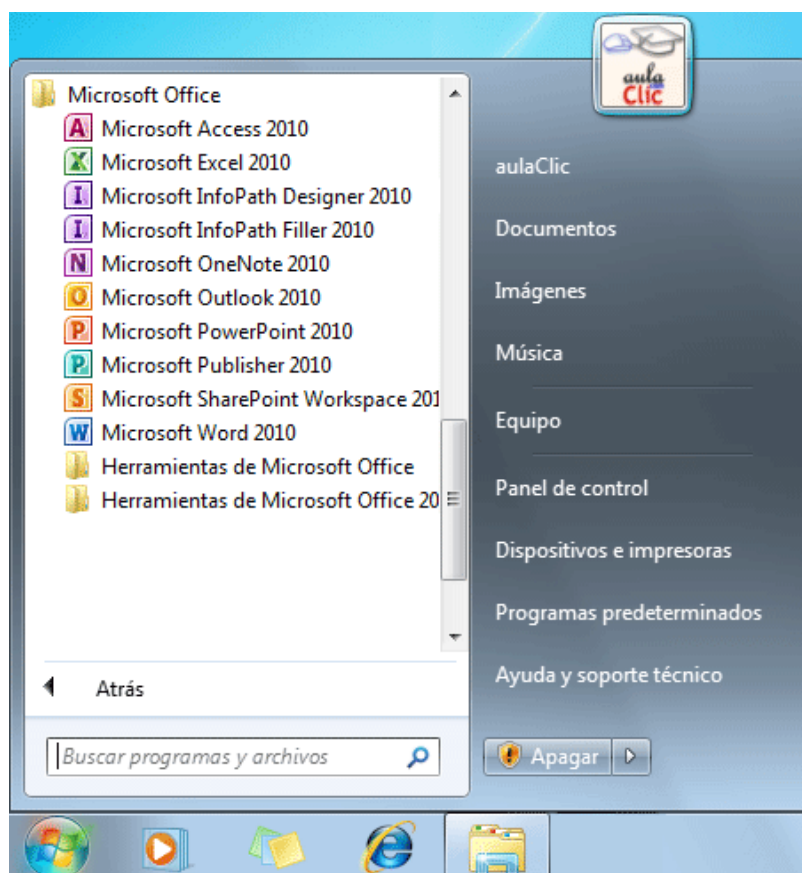 aula
Clic
Microsoft Office
Microsoft Access 2010
Microsoft Excel 2010
Microsoft InfoPath Designer 2010
Microsoft InfoPath Filler 2010
Microsoft OneNote 2010
Microsoft Outlook 2010
Microsoft PowerPoint 2010
Microsoft Publisher 2010
Microsoft SharePoint Workspace 201
Microsoft Word 2010
Herramientas de Microsoft Office
Herramientas de Microsoft Office 20
Atrás
Buscar programas y archivos
aulaClic
Documentos
Imágenes
Música
Equipo
Panel de control
Dispositivos e impresoras
Programas predeterminados
Ayuda y soporte técnico
Apagar